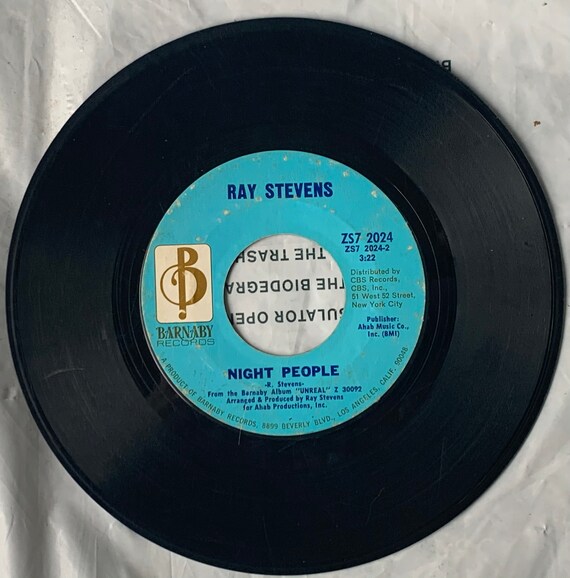 RAY STEVENS
ZS7 2024
ZS7 2024-2
3:22
Distributed by
CBS Records,
CBS, Inc.,
51 West 52 Street,
New York City
Publisher:
Ahab Music Co.,
Inc. (BMI)
B
BARNABY
RECORDS
THE TRASH
THE BIODEGRA
SULATOR OPE
NIGHT PEOPLE
-R. Stevens-
From the Barnaby Album "UNREAL" Z 30092
Arranged & Produced by Ray Stevens
for Ahab Productions, Inc.
A PRODUCT OF BARNABY RECORDS, 8899 BEVERLY BLVD., LOS ANGELES, CALIF. 90048